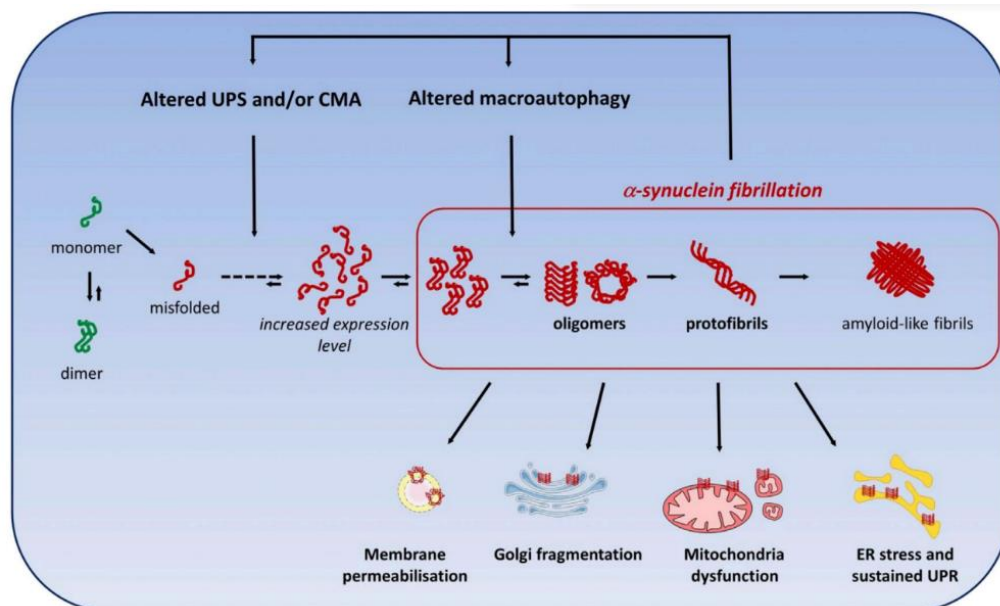 Altered UPS and/or CMA
Altered macroautophagy
α-synuclein fibrillation
monomer
misfolded
dimer
increased expression
level
oligomers
protofibrils
amyloid-like fibrils
Membrane
permeabilisation
Golgi fragmentation
Mitochondria
dysfunction
ER stress and
sustained UPR